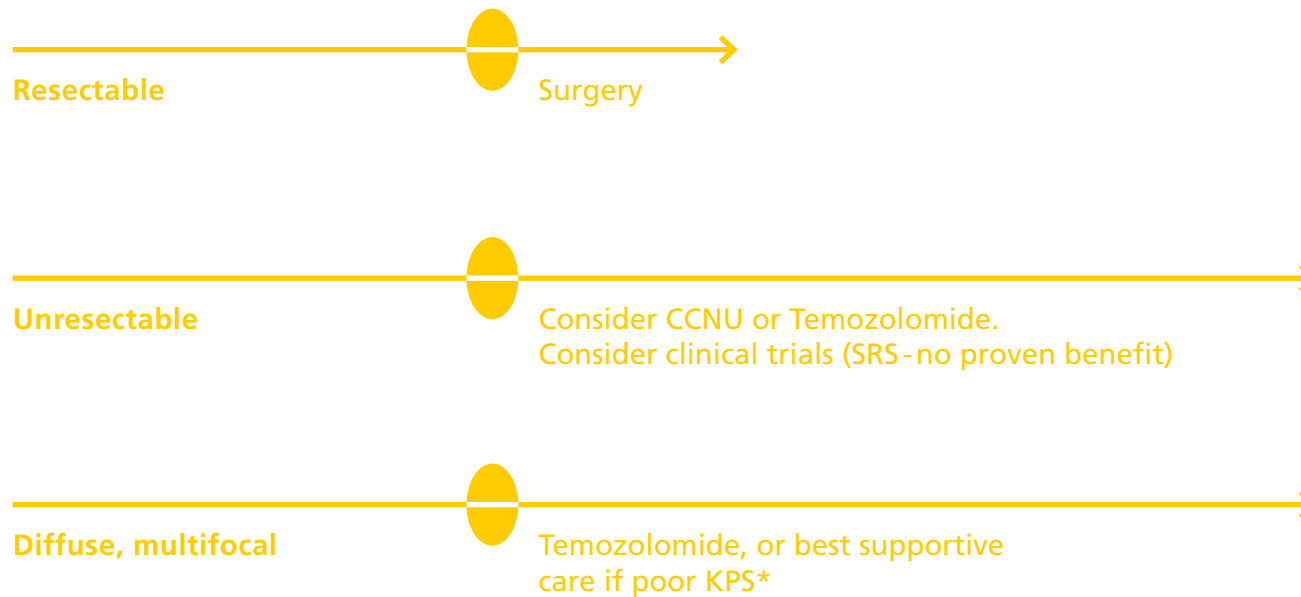 Resectable
Surgery
Unresectable
Consider CCNU or Temozolomide.
Consider clinical trials (SRS-no proven benefit)
Diffuse, multifocal
Temozolomide, or best supportive
care if poor KPS*